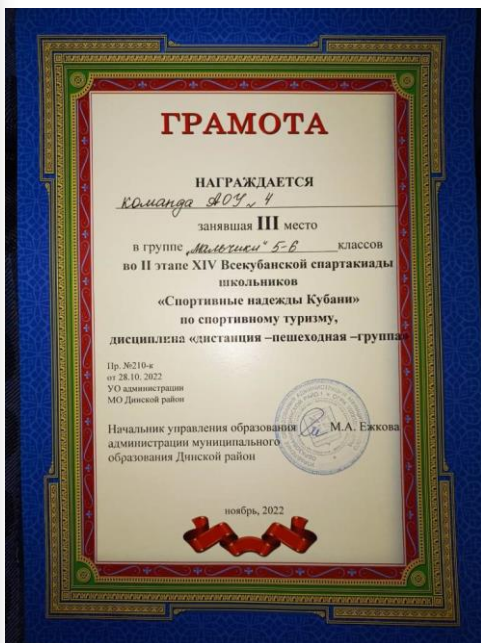 ГРАМОТА
НАГРАЖДАЕТСЯ
команда АОУ № 4
занявшая III место
в группе „мальчики" 5-6 классов
во II этапе XIV Всекубанской спартакиады
школьников
«Спортивные надежды Кубани»
по спортивному туризму,
дисциплина «дистанция –пешеходная –группа»
Пр. №210-к
от 28.10. 2022
УО администрации
МО Динской район
Начальник управления образования М.А. Ежкова
администрации муниципального
образования Динской район
ноябрь, 2022